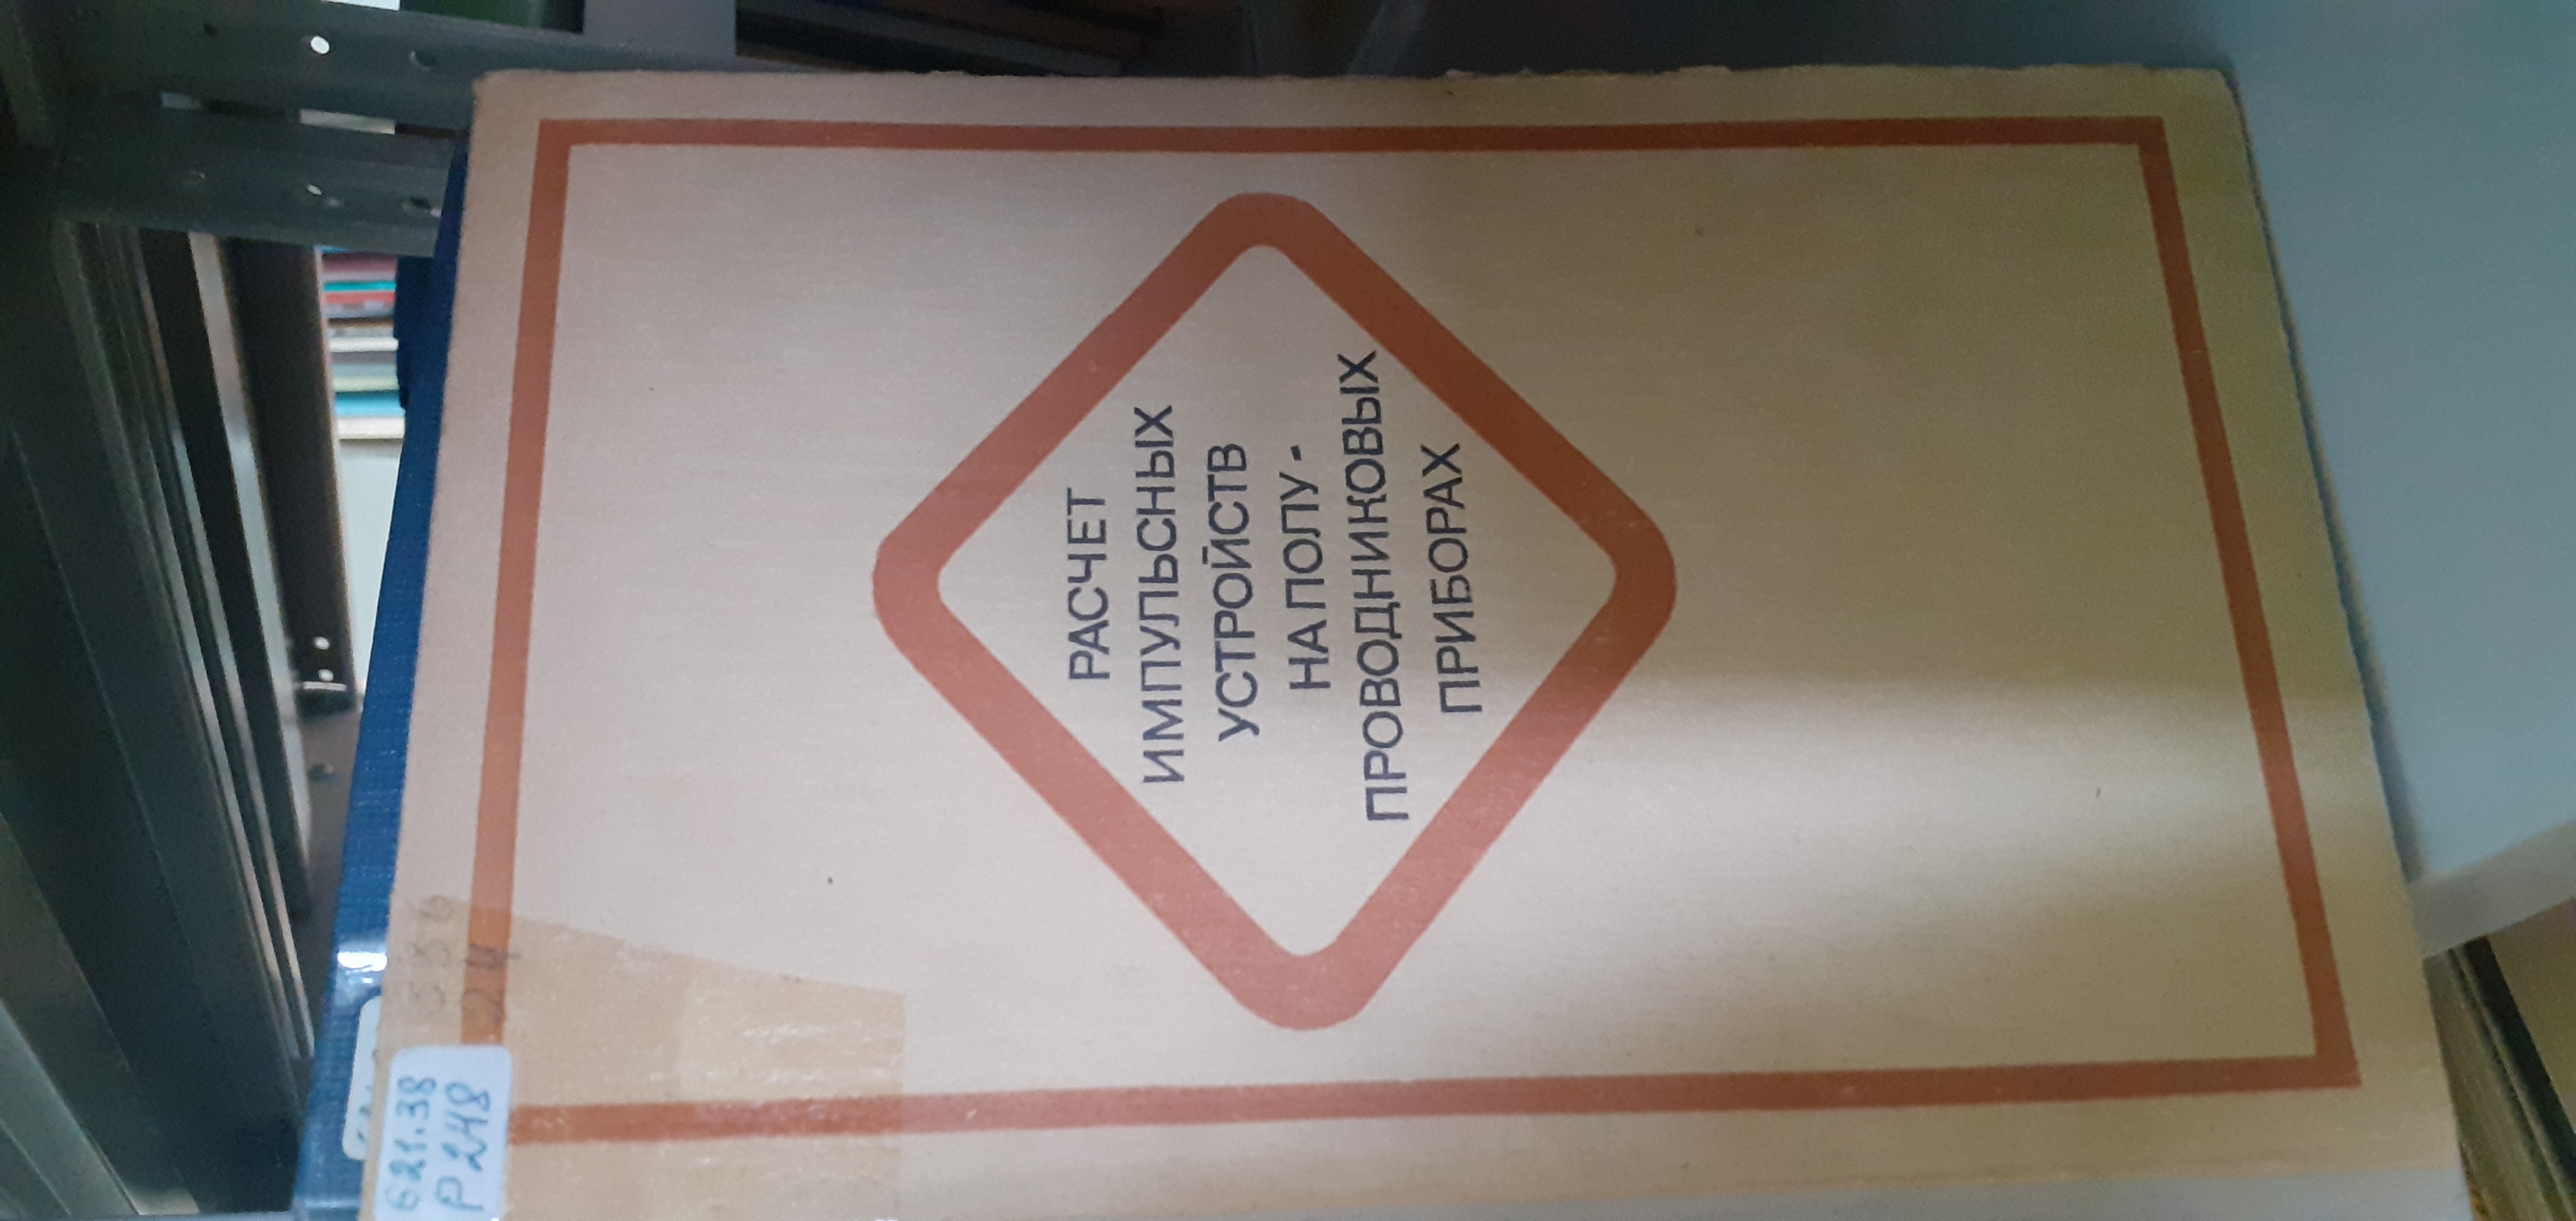 РАСЧЕТ
ИМПУЛЬСНЫХ
УСТРОЙСТВ
НА ПОЛУ-
ПРОВОДНИКОВЫХ
ПРИБОРАХ
621.38
Р 248